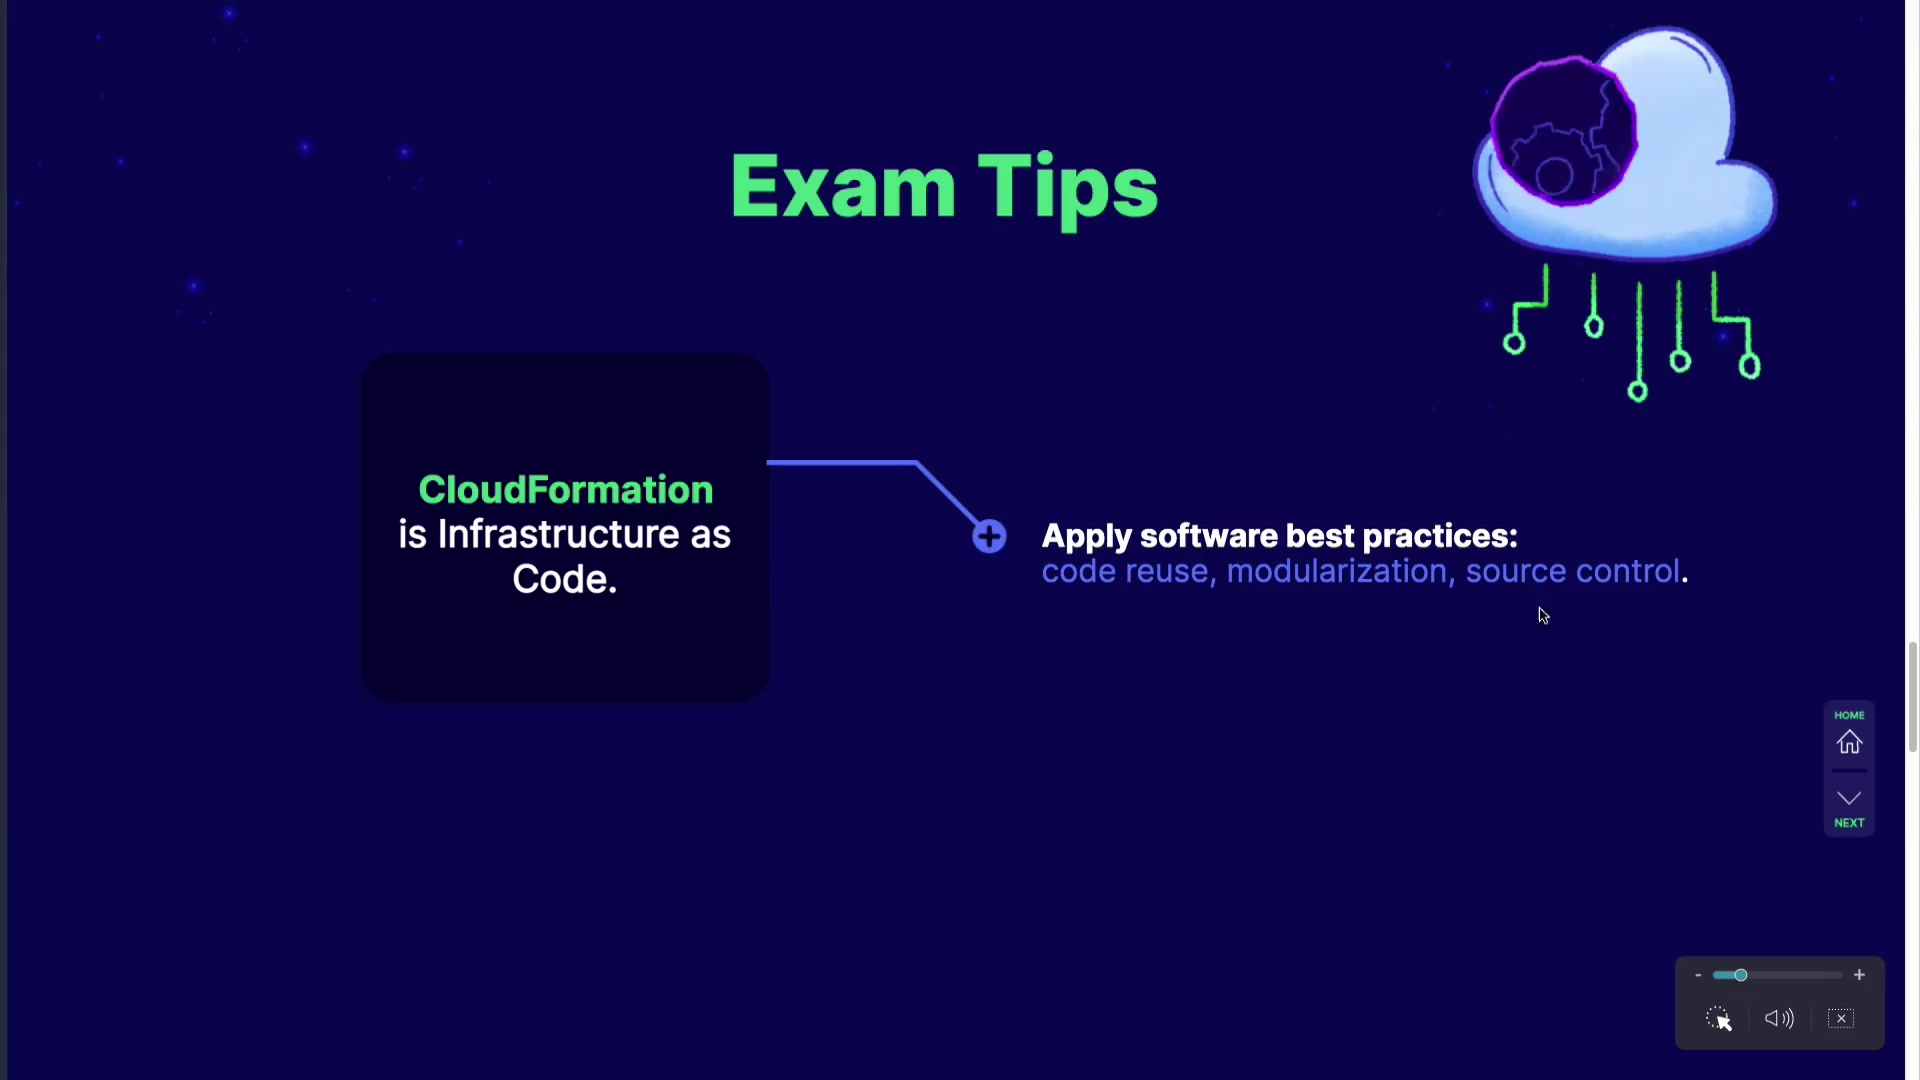 Exam Tips
CloudFormation
is Infrastructure as
Code.
Apply software best practices:
code reuse, modularization, source control.
HOME
NEXT
- +